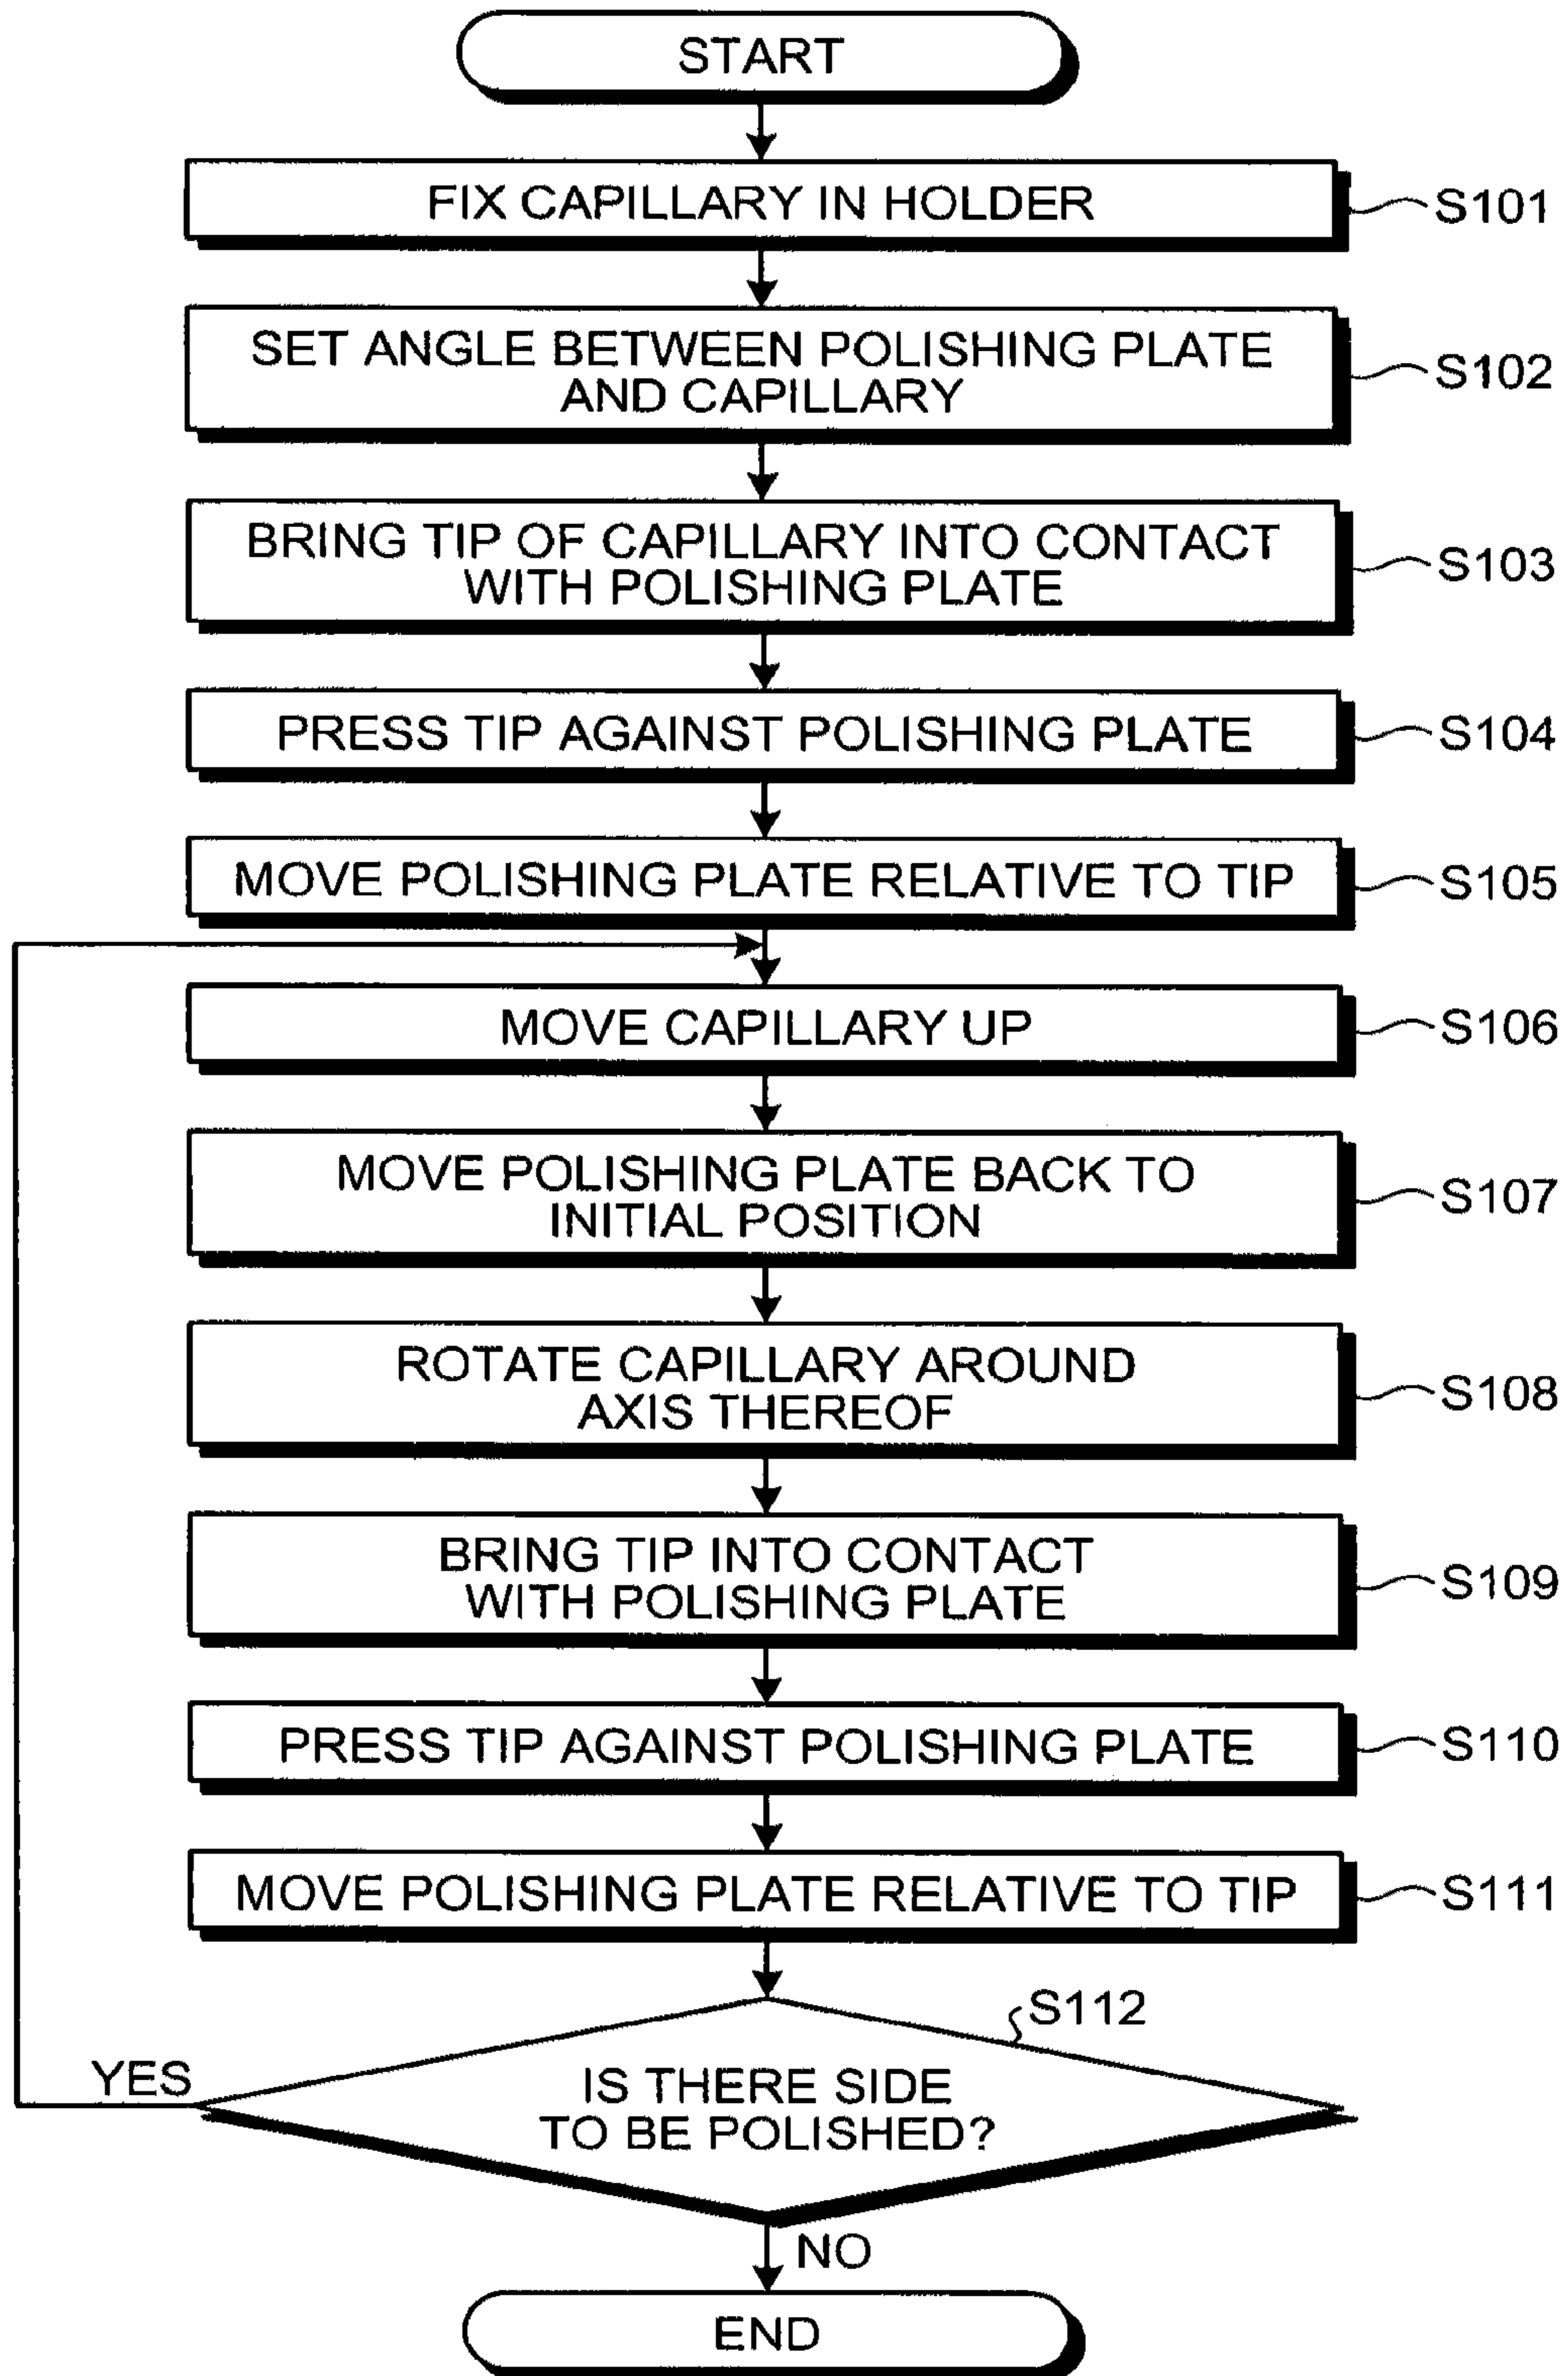 START
FIX CAPILLARY IN HOLDER
S101
SET ANGLE BETWEEN POLISHING PLATE
AND CAPILLARY
S102
BRING TIP OF CAPILLARY INTO CONTACT
WITH POLISHING PLATE
S103
PRESS TIP AGAINST POLISHING PLATE
S104
MOVE POLISHING PLATE RELATIVE TO TIP
S105
MOVE CAPILLARY UP
S106
MOVE POLISHING PLATE BACK TO
INITIAL POSITION
S107
ROTATE CAPILLARY AROUND
AXIS THEREOF
S108
BRING TIP INTO CONTACT
WITH POLISHING PLATE
S109
PRESS TIP AGAINST POLISHING PLATE
S110
MOVE POLISHING PLATE RELATIVE TO TIP
S111
S112
YES
IS THERE SIDE
TO BE POLISHED?
NO
END